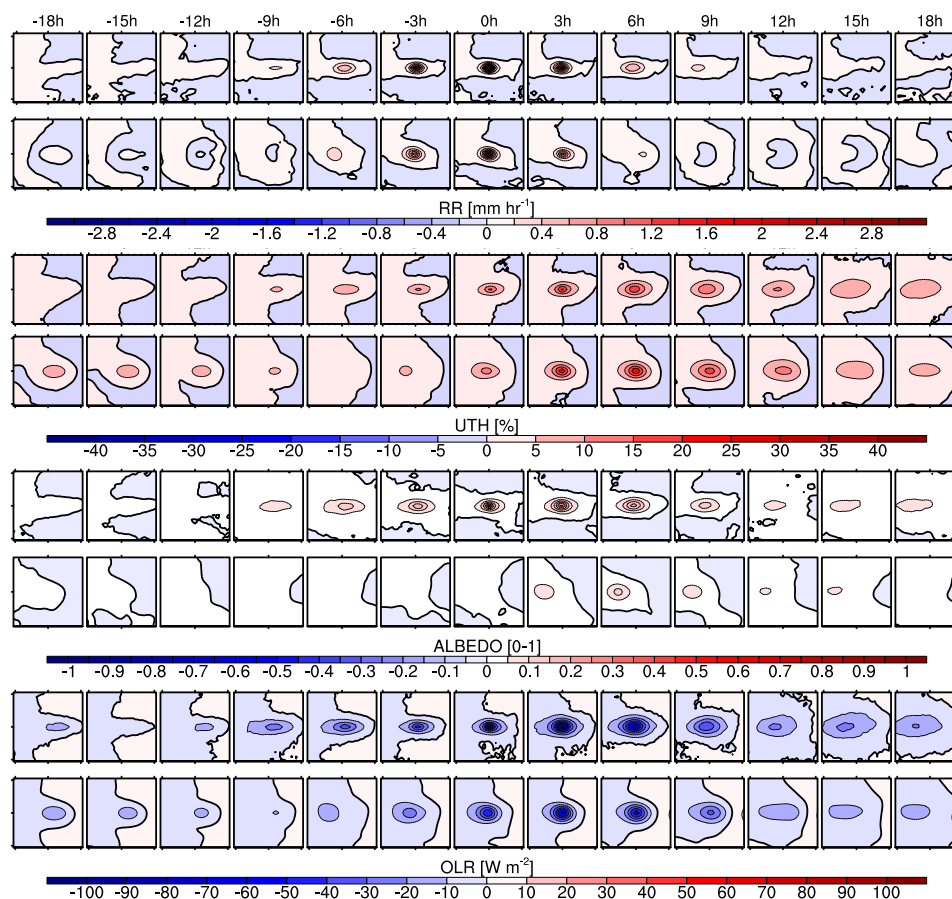 -18h -15h -12h -9h -6h -3h 0h 3h 6h 9h 12h 15h 18h
RR [mm hr-1]
-2.8 -2.4 -2 -1.6 -1.2 -0.8 -0.4 0 0.4 0.8 1.2 1.6 2 2.4 2.8
UTH [%]
-40 -35 -30 -25 -20 -15 -10 -5 0 5 10 15 20 25 30 35 40
ALBEDO [0-1]
-1 -0.9 -0.8 -0.7 -0.6 -0.5 -0.4 -0.3 -0.2 -0.1 0 0.1 0.2 0.3 0.4 0.5 0.6 0.7 0.8 0.9 1
OLR [W m-2]
-100 -90 -80 -70 -60 -50 -40 -30 -20 -10 0 10 20 30 40 50 60 70 80 90 100